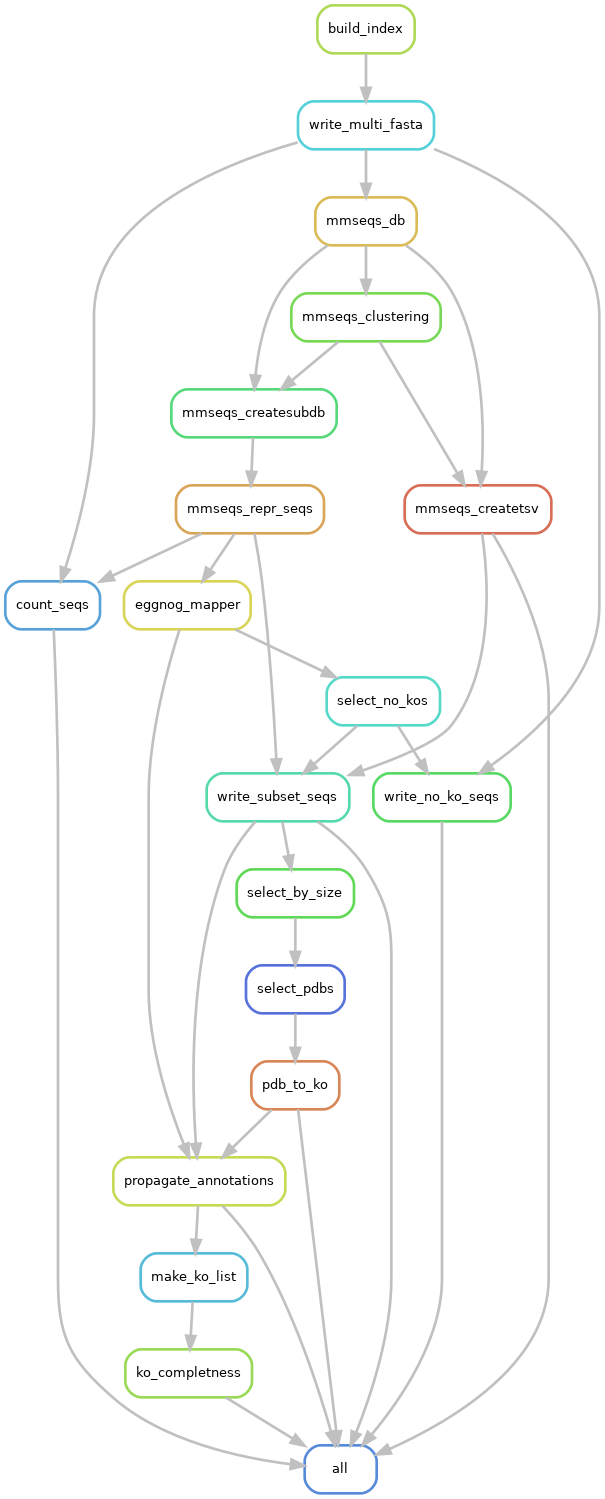 build_index
write_multi_fasta
mmseqs_db
mmseqs_clustering
mmseqs_createsubdb
mmseqs_repr_seqs
mmseqs_createtsv
count_seqs
eggnog_mapper
select_no_kos
write_subset_seqs
write_no_ko_seqs
select_by_size
select_pdbs
pdb_to_ko
propagate_annotations
make_ko_list
ko_completness
all